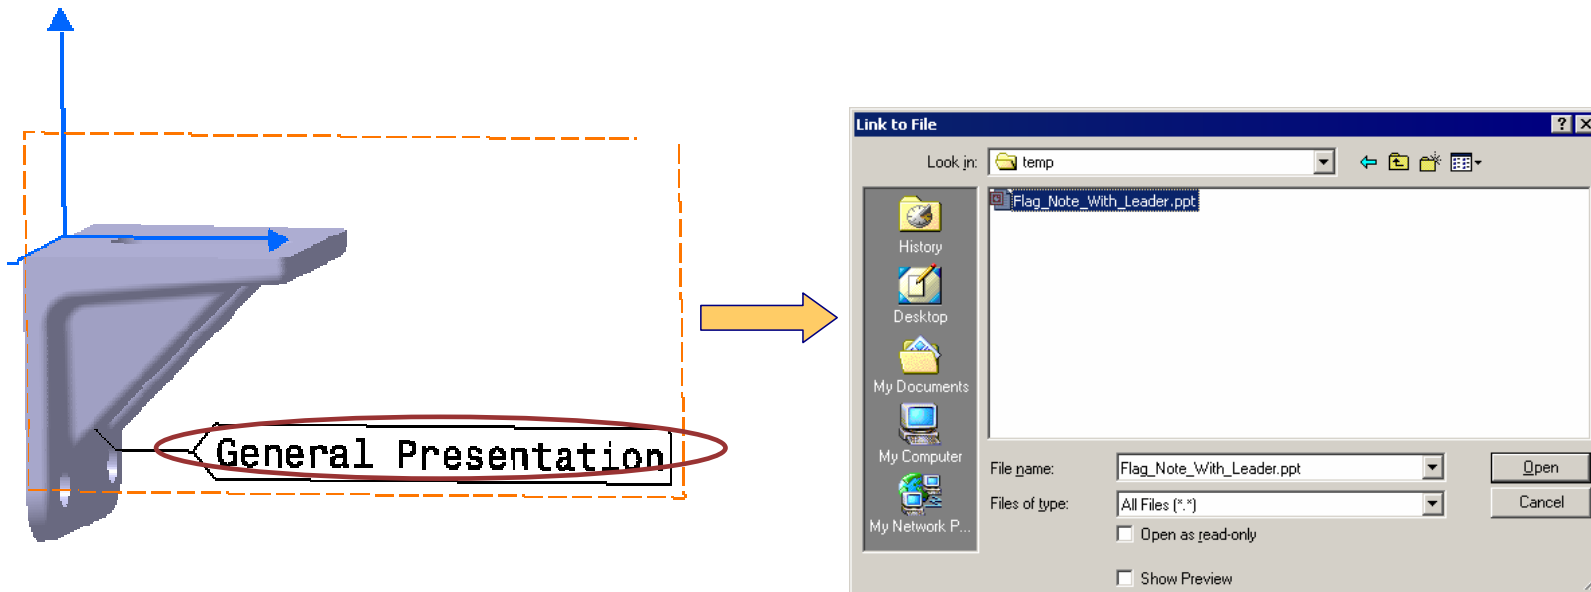 General Presentation
Link to File
Look in:
temp
Flag_Note_With_Leader.ppt
History
Desktop
My Documents
My Computer
My Network P...
File name:
Flag_Note_With_Leader.ppt
Open
Files of type:
All Files (*.*)
Cancel
Open as read-only
Show Preview